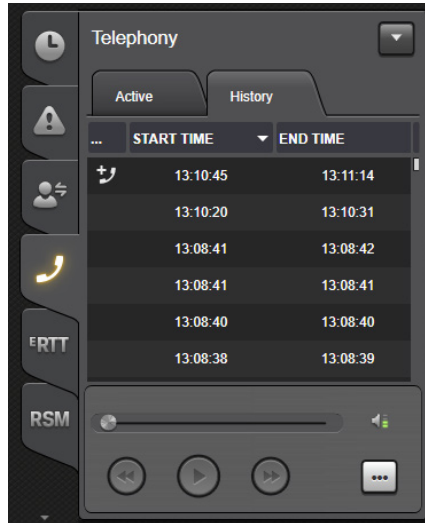 Telephony
Active History
... START TIME END TIME
13:10:45 13:11:14
13:10:20 13:10:31
13:08:41 13:08:42
13:08:41 13:08:41
13:08:40 13:08:40
ERTT
13:08:38 13:08:39
RSM